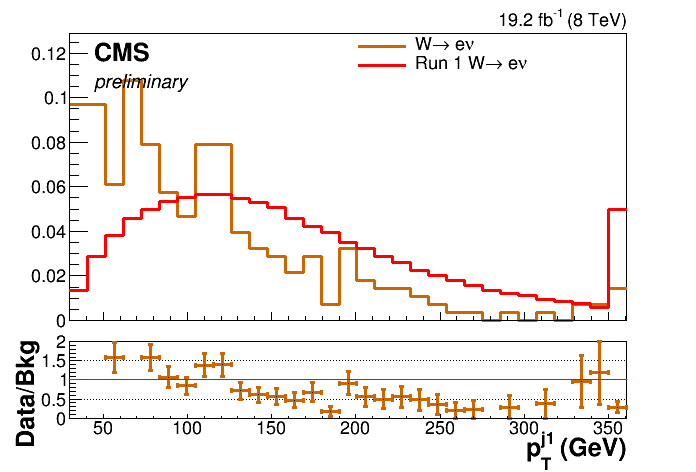 19.2 fb⁻¹ (8 TeV)
CMS
preliminary
W→ eν
Run 1 W→ eν
0.12
0.1
0.08
0.06
0.04
0.02
0
Data/Bkg
2
1.5
1
0.5
0
50 100 150 200 250 300 350
p_T^j1 (GeV)